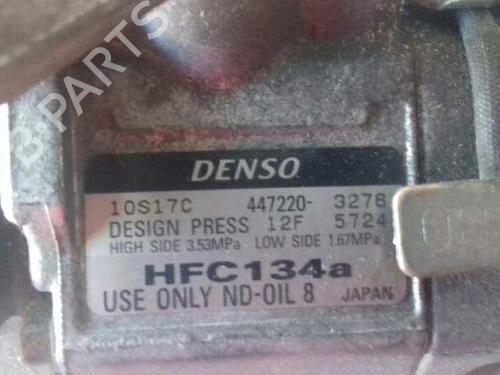 DENSO
10S17C 447220- 3276
DESIGN PRESS 12F 5724
HIGH SIDE 3.53MPa LOW SIDE 1.67MPa
HFC134a
USE ONLY ND-OIL 8 JAPAN
B-PARTS